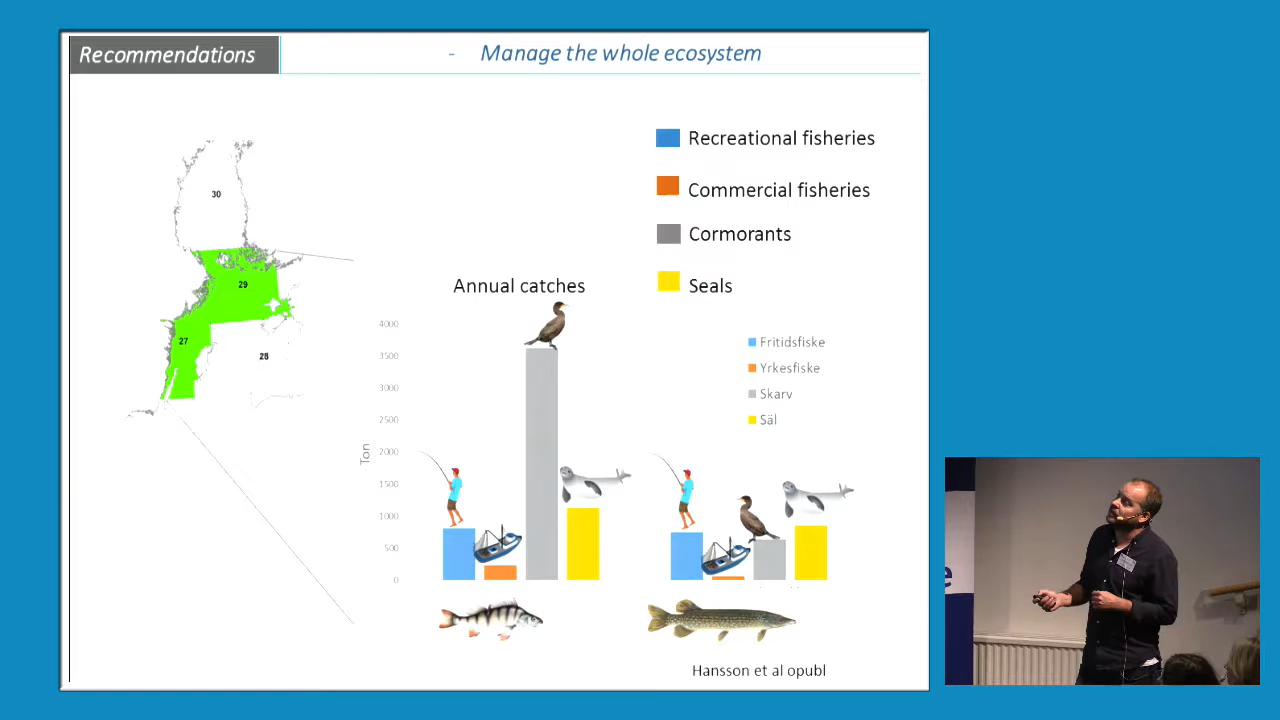 Recommendations
- Manage the whole ecosystem
30
29
27
28
Recreational fisheries
Commercial fisheries
Cormorants
Seals
Annual catches
4000
3500
3000
2500
2000
1500
1000
500
0
Ton
Fritidsfiske
Yrkesfiske
Skarv
Säl
Hansson et al opubl
e